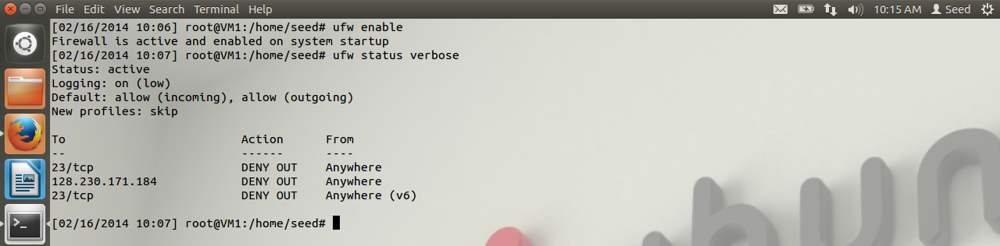 File Edit View Search Terminal Help 10:15 AM Seed
[02/16/2014 10:06] root@VM1:/home/seed# ufw enable
Firewall is active and enabled on system startup
[02/16/2014 10:07] root@VM1:/home/seed# ufw status verbose
Status: active
Logging: on (low)
Default: allow (incoming), allow (outgoing)
New profiles: skip
To Action From
-- ------ ----
23/tcp DENY OUT Anywhere
128.230.171.184 DENY OUT Anywhere
23/tcp DENY OUT Anywhere (v6)
[02/16/2014 10:07] root@VM1:/home/seed#